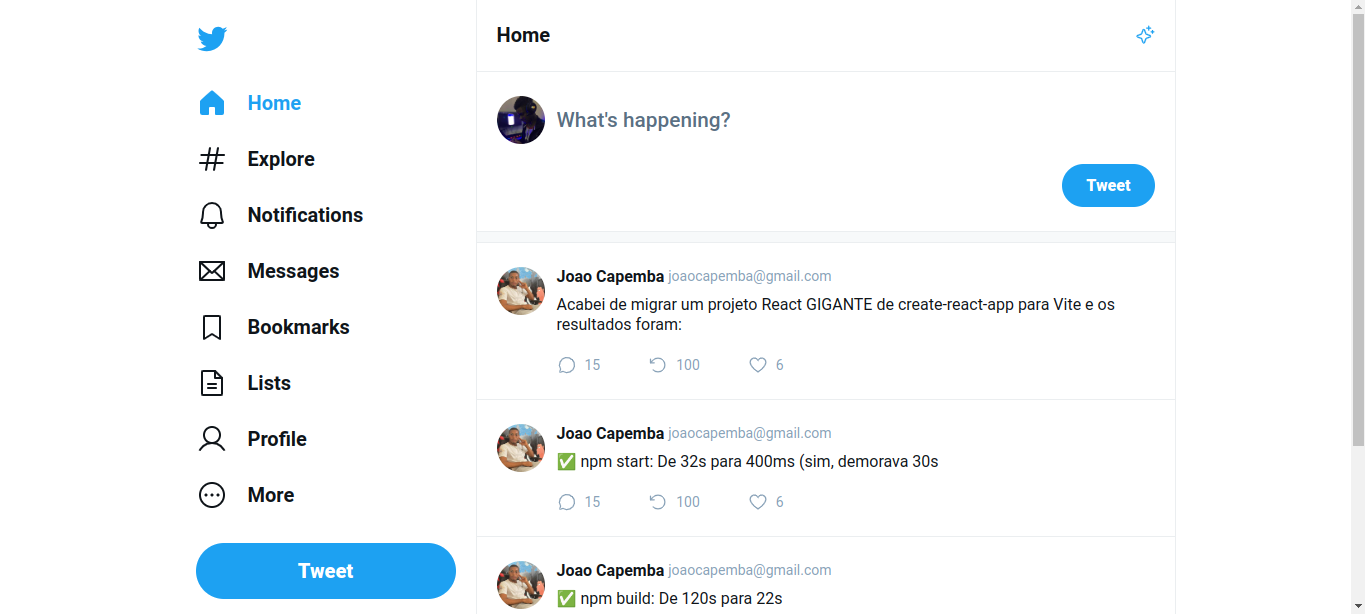 Home
Explore
Notifications
Messages
Bookmarks
Lists
Profile
More
Tweet
Home
What's happening?
Tweet
Joao Capemba joaocapemba@gmail.com
Acabei de migrar um projeto React GIGANTE de create-react-app para Vite e os
resultados foram:
15 100 6
Joao Capemba joaocapemba@gmail.com
✅ npm start: De 32s para 400ms (sim, demorava 30s
15 100 6
Joao Capemba joaocapemba@gmail.com
✅ npm build: De 120s para 22s